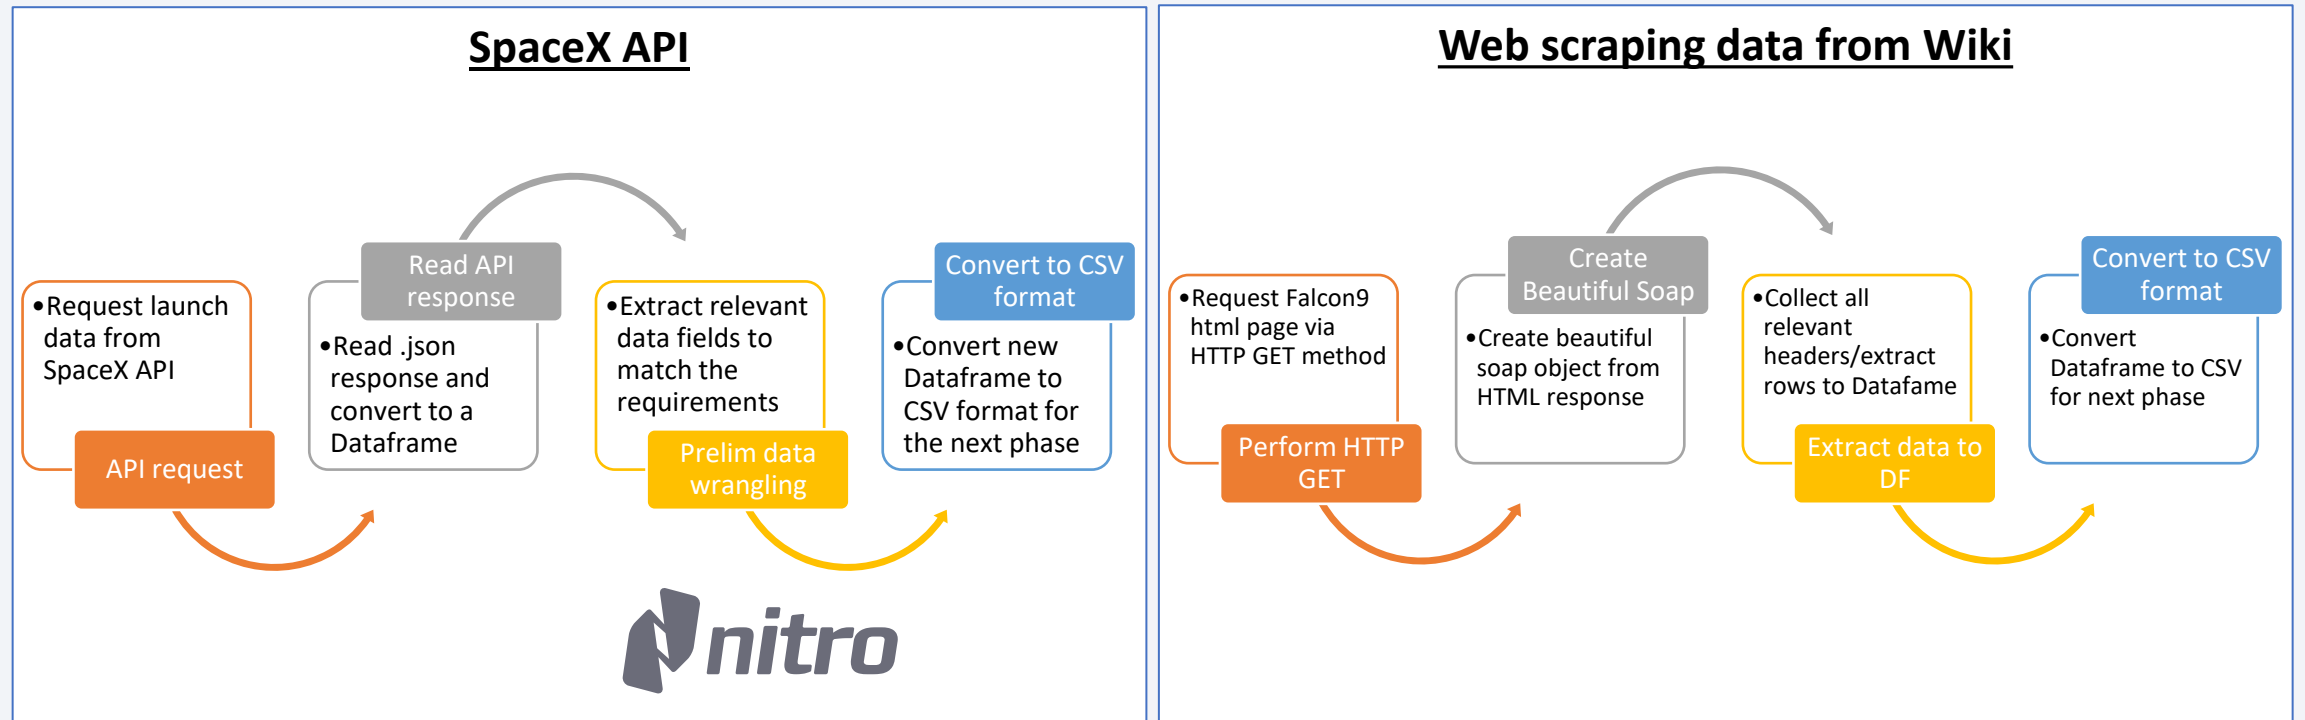 SpaceX API
•Request launch
data from
SpaceX API
API request
Read API
response
•Read .json
response and
convert to a
Dataframe
•Extract relevant
data fields to
match the
requirements
Prelim data
wrangling
Convert to CSV
format
•Convert new
Dataframe to
CSV format for
the next phase
nitro
Web scraping data from Wiki
•Request Falcon9
html page via
HTTP GET method
Perform HTTP
GET
Create
Beautiful Soap
•Create beautiful
soap object from
HTML response
•Collect all
relevant
headers/extract
rows to Datafame
Extract data to
DF
Convert to CSV
format
•Convert
Dataframe to CSV
for next phase